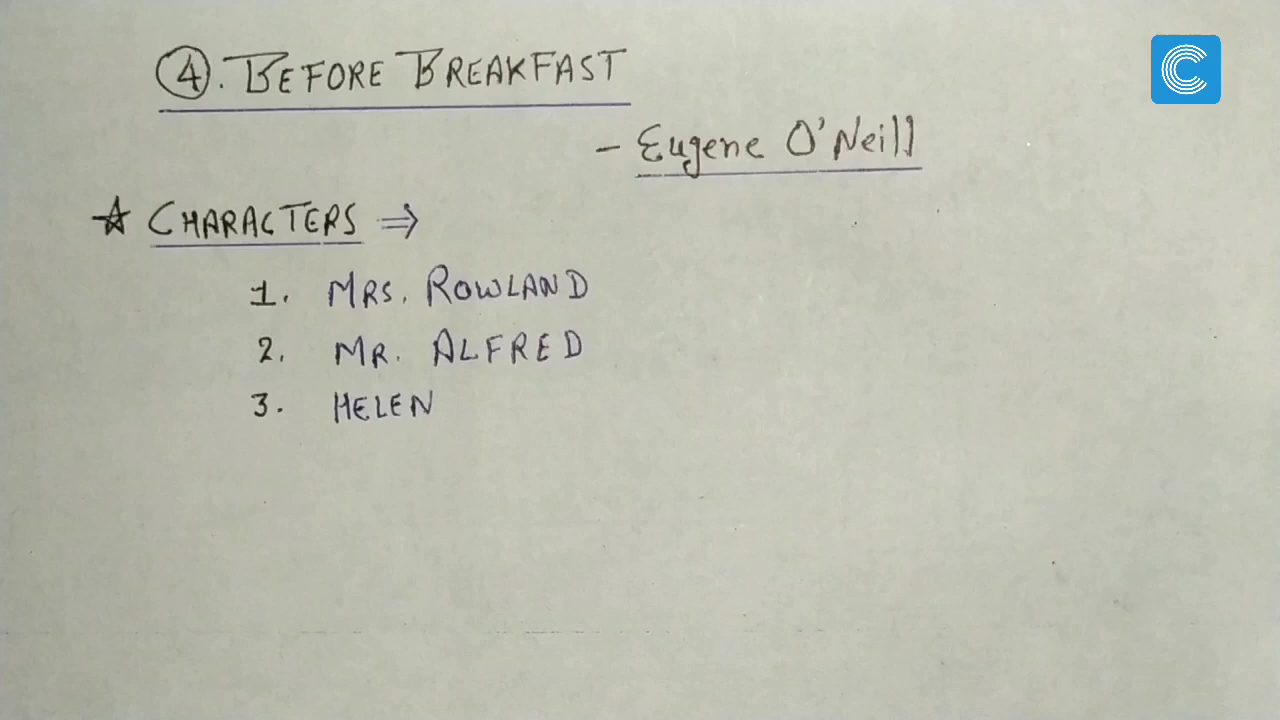 4. BEFORE BREAKFAST
- Eugene O'Neill
☆ CHARACTERS ⇒
1. MRS. ROWLAND
2. MR. ALFRED
3. HELEN